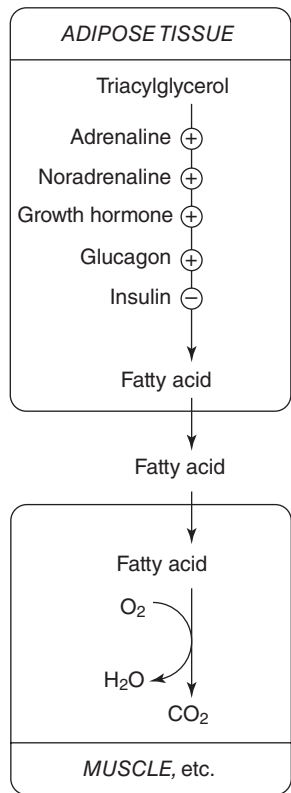 ADIPOSE TISSUE
Triacylglycerol
Adrenaline +
Noradrenaline +
Growth hormone +
Glucagon +
Insulin −
Fatty acid
Fatty acid
Fatty acid
O₂
H₂O
CO₂
MUSCLE, etc.